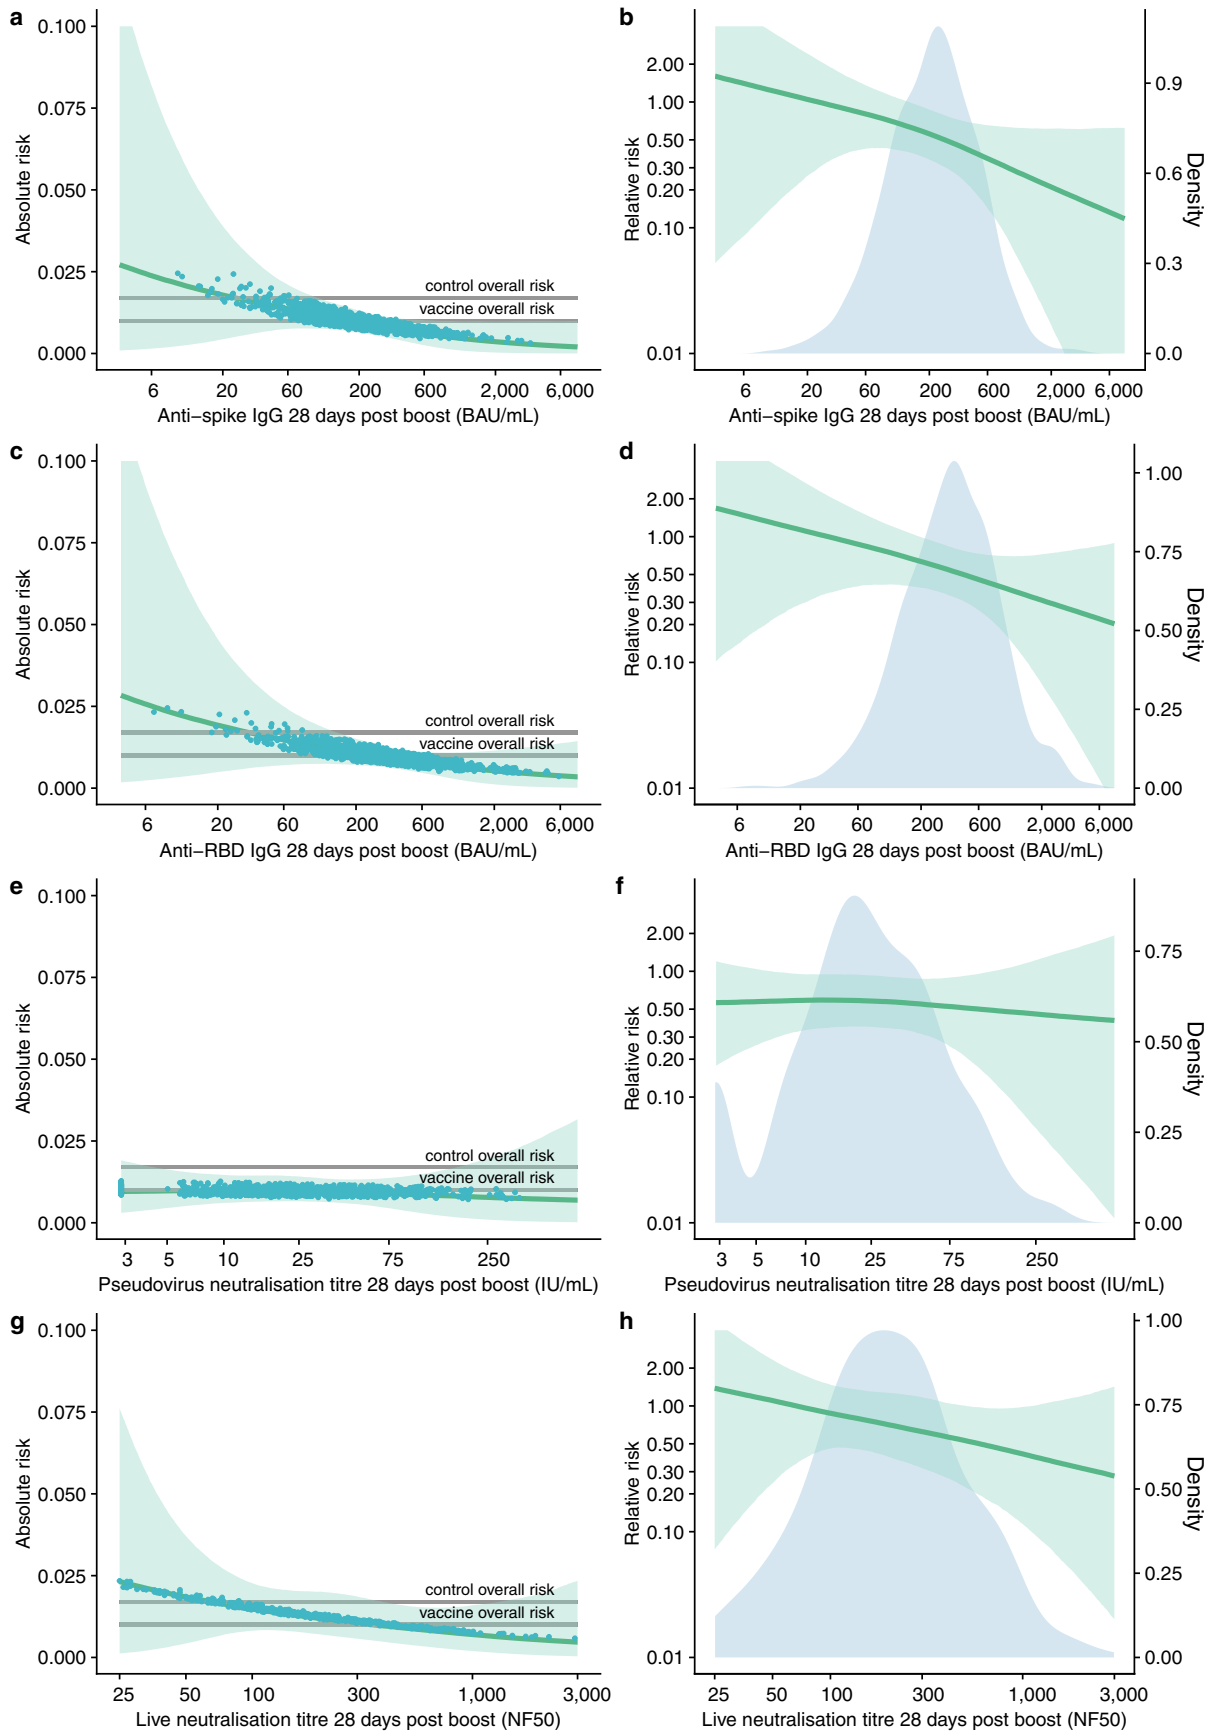 a
0.100
0.075
0.050
0.025
0.000
Absolute risk
control overall risk
vaccine overall risk
6 20 60 200 600 2,000 6,000
Anti−spike IgG 28 days post boost (BAU/mL)
b
2.00
1.00
0.50
0.30
0.20
0.10
0.01
Relative risk
0.9
0.6
0.3
0.0
Density
6 20 60 200 600 2,000 6,000
Anti−spike IgG 28 days post boost (BAU/mL)
c
0.100
0.075
0.050
0.025
0.000
Absolute risk
control overall risk
vaccine overall risk
6 20 60 200 600 2,000 6,000
Anti−RBD IgG 28 days post boost (BAU/mL)
d
2.00
1.00
0.50
0.30
0.20
0.10
0.01
Relative risk
1.00
0.75
0.50
0.25
0.00
Density
6 20 60 200 600 2,000 6,000
Anti−RBD IgG 28 days post boost (BAU/mL)
e
0.100
0.075
0.050
0.025
0.000
Absolute risk
control overall risk
vaccine overall risk
3 5 10 25 75 250
Pseudovirus neutralisation titre 28 days post boost (IU/mL)
f
2.00
1.00
0.50
0.30
0.20
0.10
0.01
Relative risk
0.75
0.50
0.25
0.00
Density
3 5 10 25 75 250
Pseudovirus neutralisation titre 28 days post boost (IU/mL)
g
0.100
0.075
0.050
0.025
0.000
Absolute risk
control overall risk
vaccine overall risk
25 50 100 300 1,000 3,000
Live neutralisation titre 28 days post boost (NF50)
h
2.00
1.00
0.50
0.30
0.20
0.10
0.01
Relative risk
1.00
0.75
0.50
0.25
0.00
Density
25 50 100 300 1,000 3,000
Live neutralisation titre 28 days post boost (NF50)